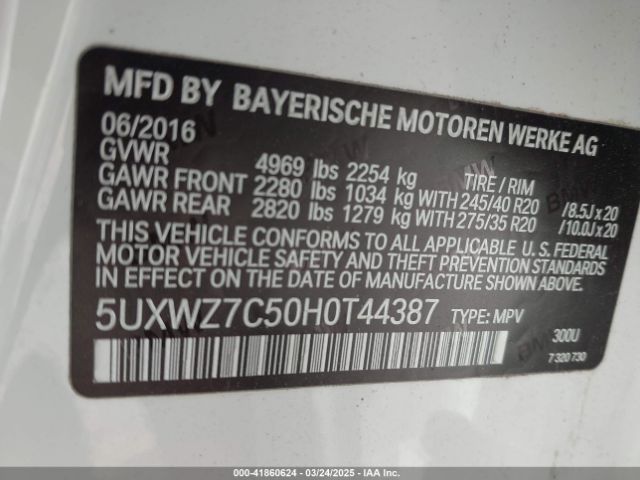 MFD BY BAYERISCHE MOTOREN WERKE AG
06/2016
GVWR 4969 lbs 2254 kg TIRE / RIM
GAWR FRONT 2280 lbs 1034 kg WITH 245/40 R20 /8.5J x 20
GAWR REAR 2820 lbs 1279 kg WITH 275/35 R20 /10.0J x 20
THIS VEHICLE CONFORMS TO ALL APPLICABLE U. S. FEDERAL
MOTOR VEHICLE SAFETY AND THEFT PREVENTION STANDARDS
IN EFFECT ON THE DATE OF MANUFACTURE SHOWN ABOVE.
5UXWZ7C50H0T44387 TYPE: MPV
300U
7 320 730
000-41860624 - 03/24/2025 - IAA Inc.